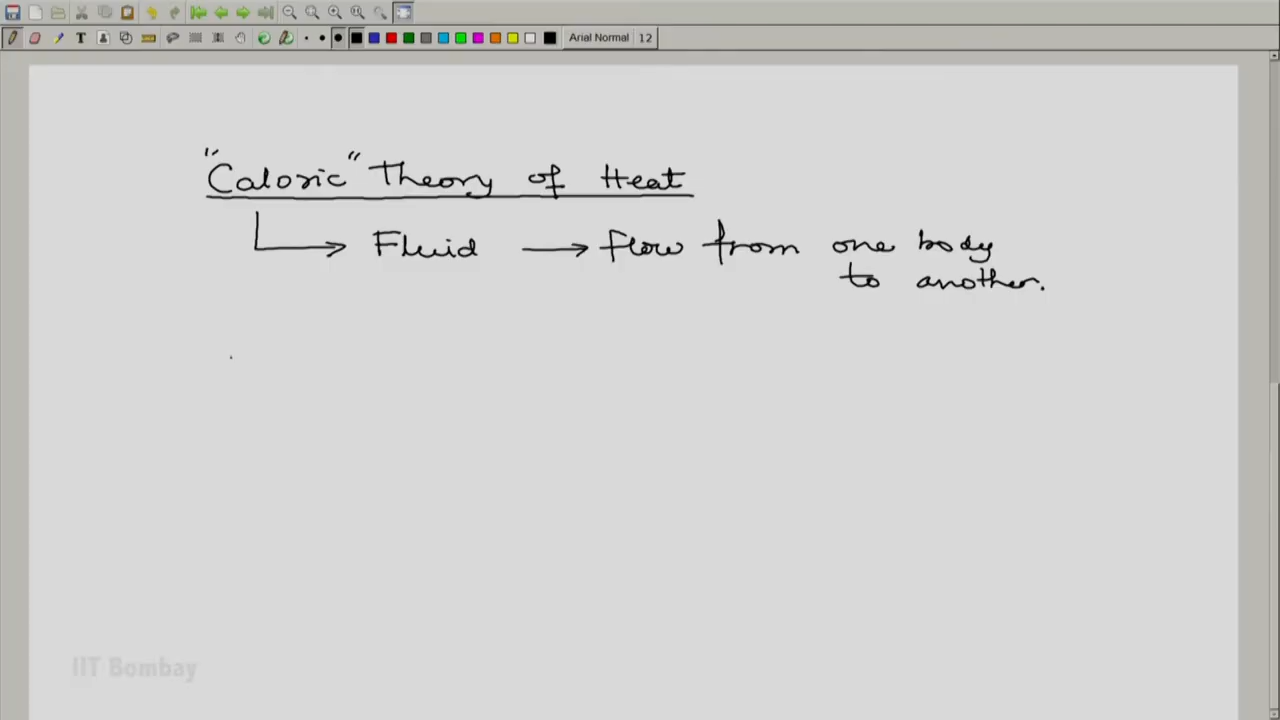 Arial Normal 12
"Caloric" Theory of Heat
Fluid → flow from one body
to another.
IIT Bombay